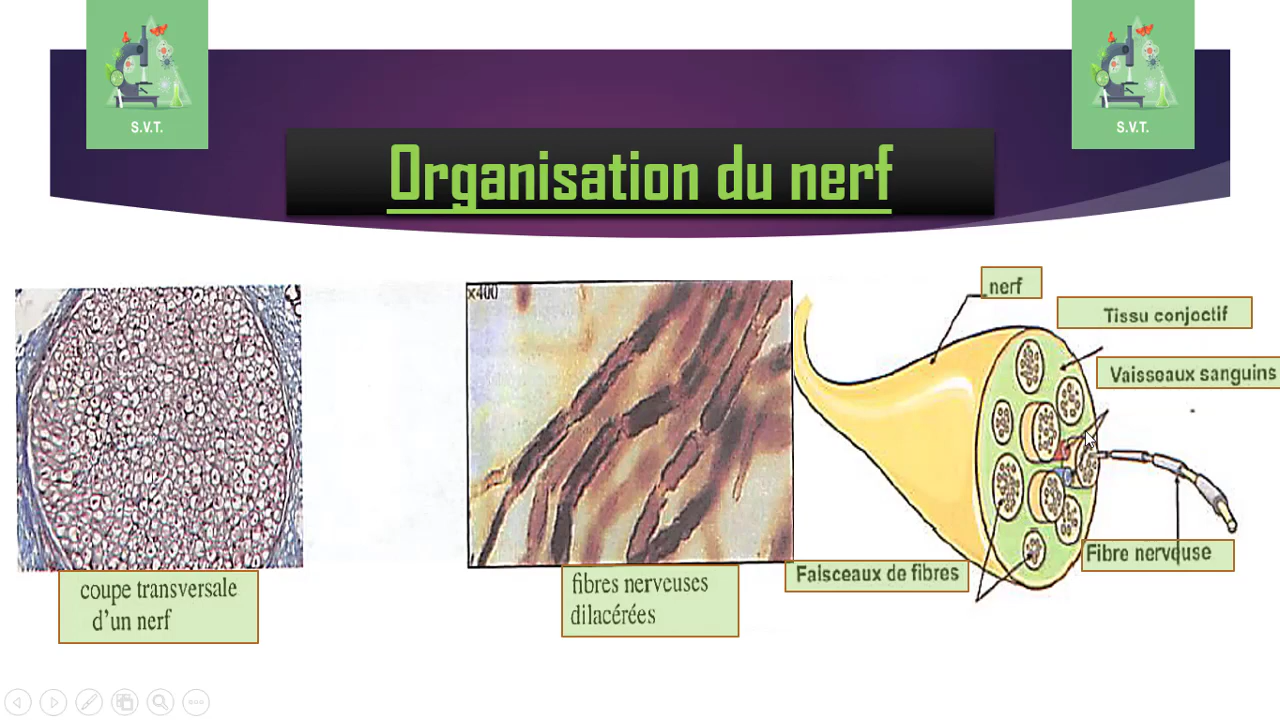 S.V.T.
S.V.T.
Organisation du nerf
x400
nerf
Tissu conjoctif
Vaisseaux sanguins
Fibre nerveuse
Faisceaux de fibres
coupe transversale
d'un nerf
fibres nerveuses
dilacérées